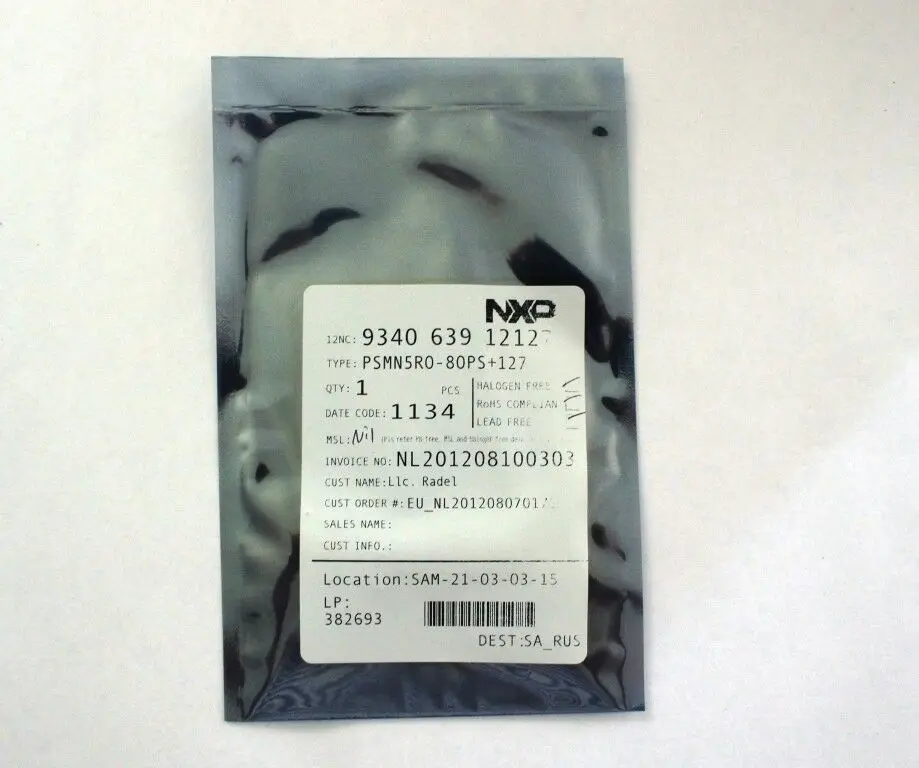 NXP
12NC: 9340 639 12127
TYPE: PSMN5R0-80PS+127
QTY: 1 PCS
HALOGEN FREE
DATE CODE: 1134
RoHS COMPLIAN
LEAD FREE
MSL: Nil
INVOICE NO: NL201208100303
CUST NAME:Llc. Radel
CUST ORDER #:
SALES NAME:
CUST INFO.:
Location:SAM-21-03-03-15
LP:
382693
DEST:SA_RUS